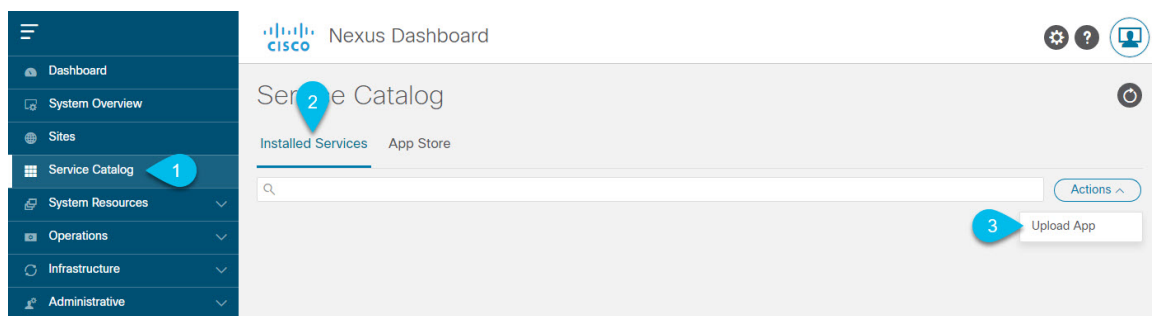 CISCO Nexus Dashboard ?
Dashboard
System Overview
Sites
Service Catalog 1
System Resources
Operations
Infrastructure
Administrative
Service Catalog
2
Installed Services App Store
Actions
3 Upload App